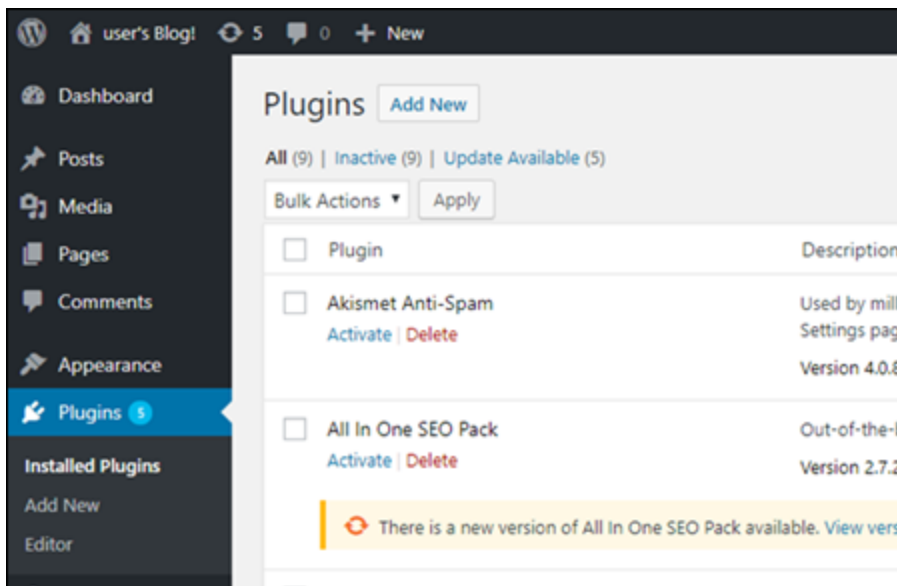 user's Blog! 5 0 + New
Dashboard
Posts
Media
Pages
Comments
Appearance
Plugins 5
Installed Plugins
Add New
Editor
Plugins Add New
All (9) | Inactive (9) | Update Available (5)
Bulk Actions Apply
Plugin Description
Akismet Anti-Spam
Activate | Delete
Used by
Settings
Version 4.0.8
All In One SEO Pack
Activate | Delete
Out-of-the-
Version 2.7.2
There is a new version of All In One SEO Pack available. View